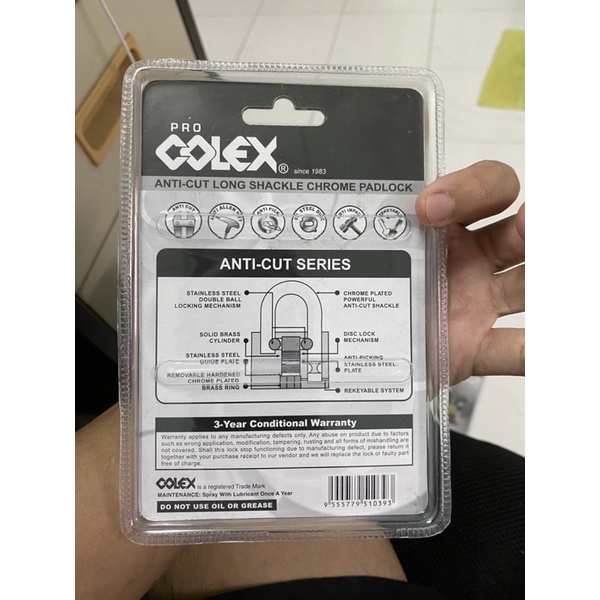 PRO
COLEX®
since 1983
ANTI-CUT LONG SHACKLE CHROME PADLOCK
ANTI CUT
STEEL
ANTI IMPACT
ANTI-CUT SERIES
STAINLESS STEEL
DOUBLE BALL
LOCKING MECHANISM
CHROME PLATED
POWERFUL
ANTI-CUT SHACKLE
SOLID BRASS
CYLINDER
DISC LOCK
MECHANISM
STAINLESS STEEL
GUIDE PLATE
ANTI-PICKING
STAINLESS STEEL
PLATE
REMOVABLE HARDENED
CHROME PLATED
BRASS RING
REKEYABLE SYSTEM
3-Year Conditional Warranty
Warranty applies to any manufacturing defects only. Any abuse on product due to factors
such as wrong application, modification, tampering, rusting and all forms of mishandling are
not covered. Shall this lock stop functioning due to manufacturing defect, please return it
together with your purchase receipt to our vendor and we will replace the lock or faulty part
free of charge.
COLEX is a registered Trade Mark
MAINTENANCE: Spray With Lubricant Once A Year
DO NOT USE OIL OR GREASE
9 555779 510393